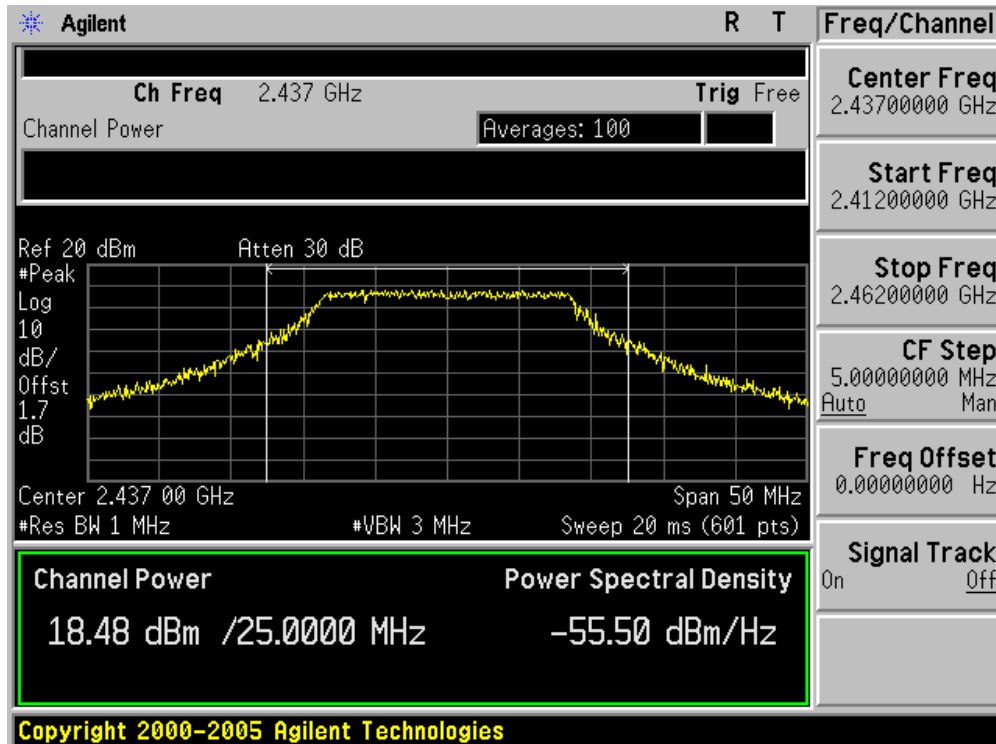 Agilent R T Freq/Channel
Ch Freq 2.437 GHz Trig Free
Channel Power Averages: 100
Ref 20 dBm Atten 30 dB
#Peak
Log
10
dB/
Offst
1.7
dB
Center 2.437 00 GHz Span 50 MHz
#Res BW 1 MHz #VBW 3 MHz Sweep 20 ms (601 pts)
Channel Power Power Spectral Density
18.48 dBm /25.0000 MHz -55.50 dBm/Hz
Copyright 2000-2005 Agilent Technologies
Center Freq
2.43700000 GHz
Start Freq
2.41200000 GHz
Stop Freq
2.46200000 GHz
CF Step
5.00000000 MHz
Auto Man
Freq Offset
0.00000000 Hz
Signal Track
On Off